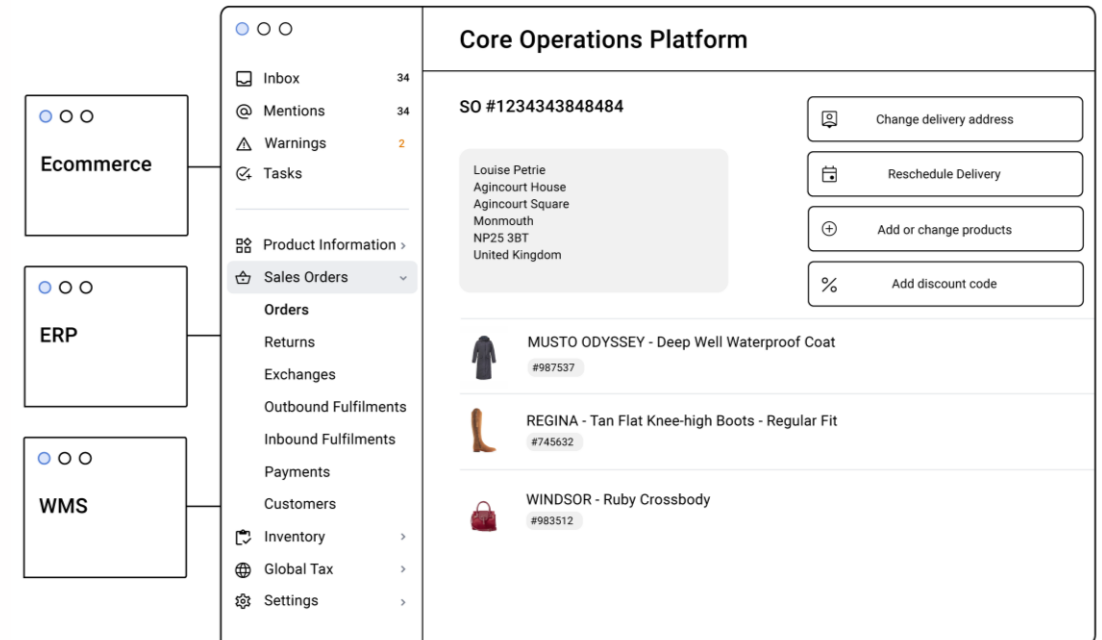 Ecommerce
ERP
WMS
Inbox 34
Mentions 34
Warnings 2
Tasks
Product Information
Sales Orders
Orders
Returns
Exchanges
Outbound Fulfilments
Inbound Fulfilments
Payments
Customers
Inventory
Global Tax
Settings
Core Operations Platform
SO #1234343848484
Louise Petrie
Agincourt House
Agincourt Square
Monmouth
NP25 3BT
United Kingdom
Change delivery address
Reschedule Delivery
Add or change products
Add discount code
MUSTO ODYSSEY - Deep Well Waterproof Coat
#987537
REGINA - Tan Flat Knee-high Boots - Regular Fit
#745632
WINDSOR - Ruby Crossbody
#983512